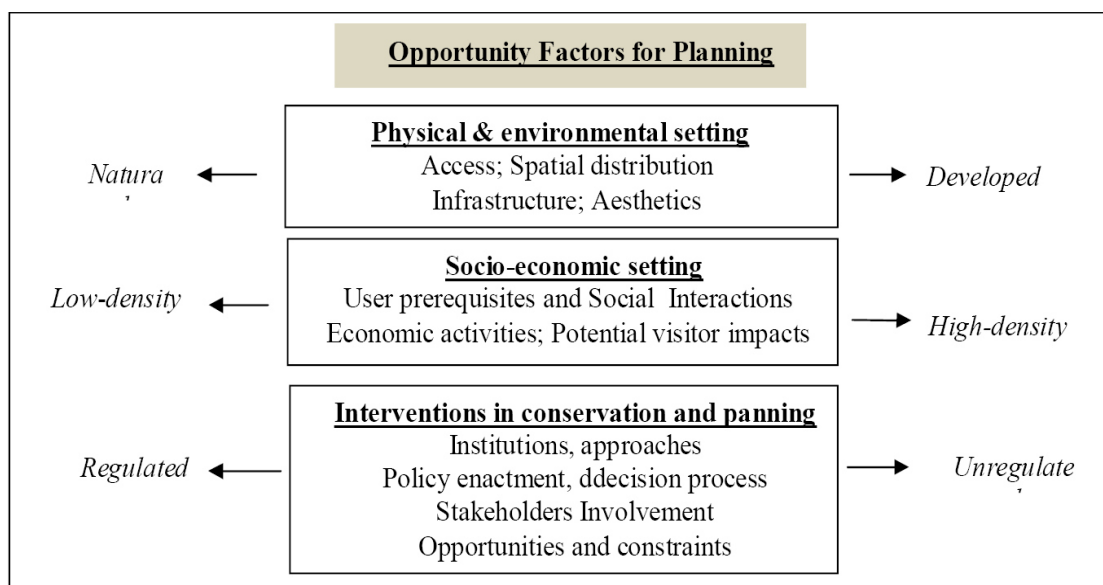 Opportunity Factors for Planning
Physical & environmental setting
Access; Spatial distribution
Infrastructure; Aesthetics
Natura
Developed
Socio-economic setting
User prerequisites and Social Interactions
Economic activities; Potential visitor impacts
Low-density
High-density
Interventions in conservation and panning
Institutions, approaches
Policy enactment, ddecision process
Stakeholders Involvement
Opportunities and constraints
Regulated
Unregulate